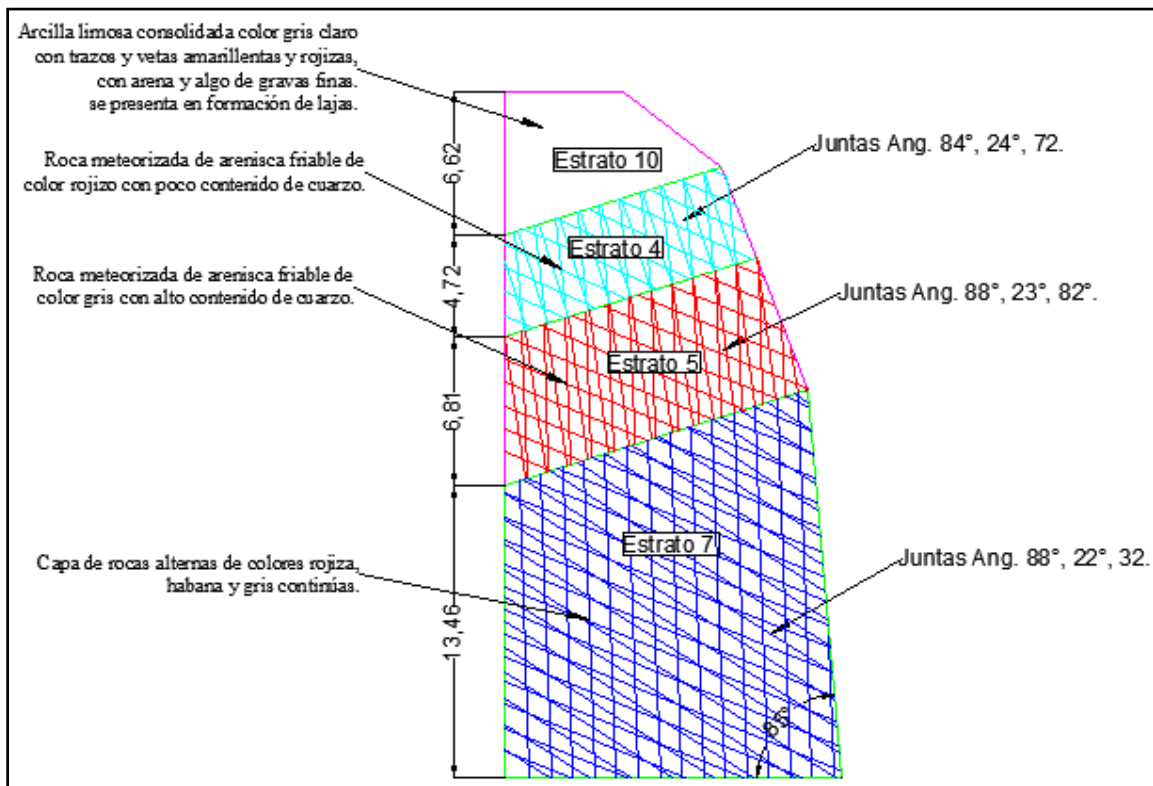 Arcilla limosa consolidada color gris claro
con trazos y vetas amarillentas y rojizas,
con arena y algo de gravas finas.
se presenta en formación de lajas.
6,62
Estrato 10
Juntas Ang. 84°, 24°, 72.
Roca meteorizada de arenisca friable de
color rojizo con poco contenido de cuarzo.
Estrato 4
4,72
Roca meteorizada de arenisca friable de
color gris con alto contenido de cuarzo.
Juntas Ang. 88°, 23°, 82°.
Estrato 5
6,81
Estrato 7
Capa de rocas alternas de colores rojiza,
habana y gris continúas.
Juntas Ang. 88°, 22°, 32.
13,46
85°